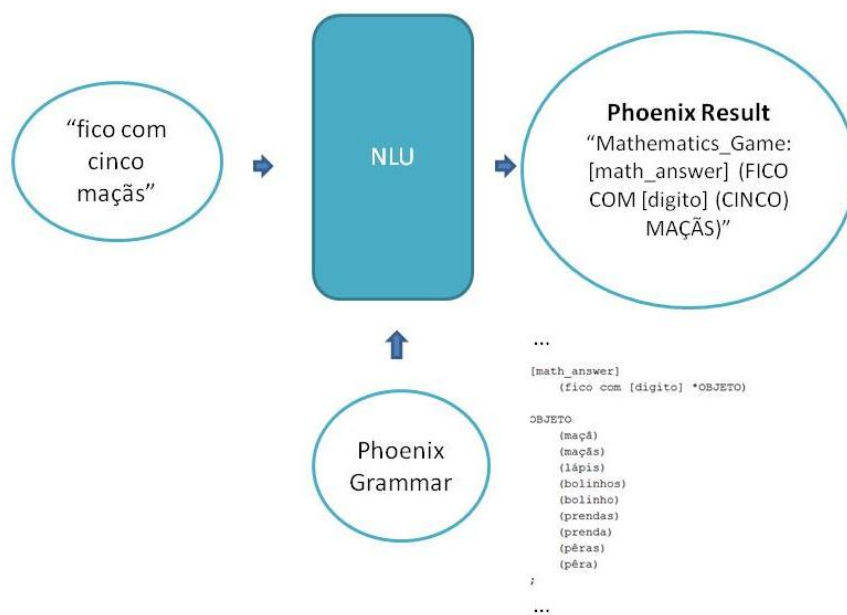 “fico com
cinco
maçãs”
NLU
Phoenix Result
“Mathematics_Game:
[math_answer] (FICO
COM [digito] (CINCO)
MAÇÃS)”
Phoenix
Grammar
...
[math_answer]
(fico com [digito] *OBJETO)
OBJETO
(maçã)
(maçãs)
(lápis)
(bolinhos)
(bolinho)
(prendas)
(prenda)
(pêras)
(pêra)
;
...